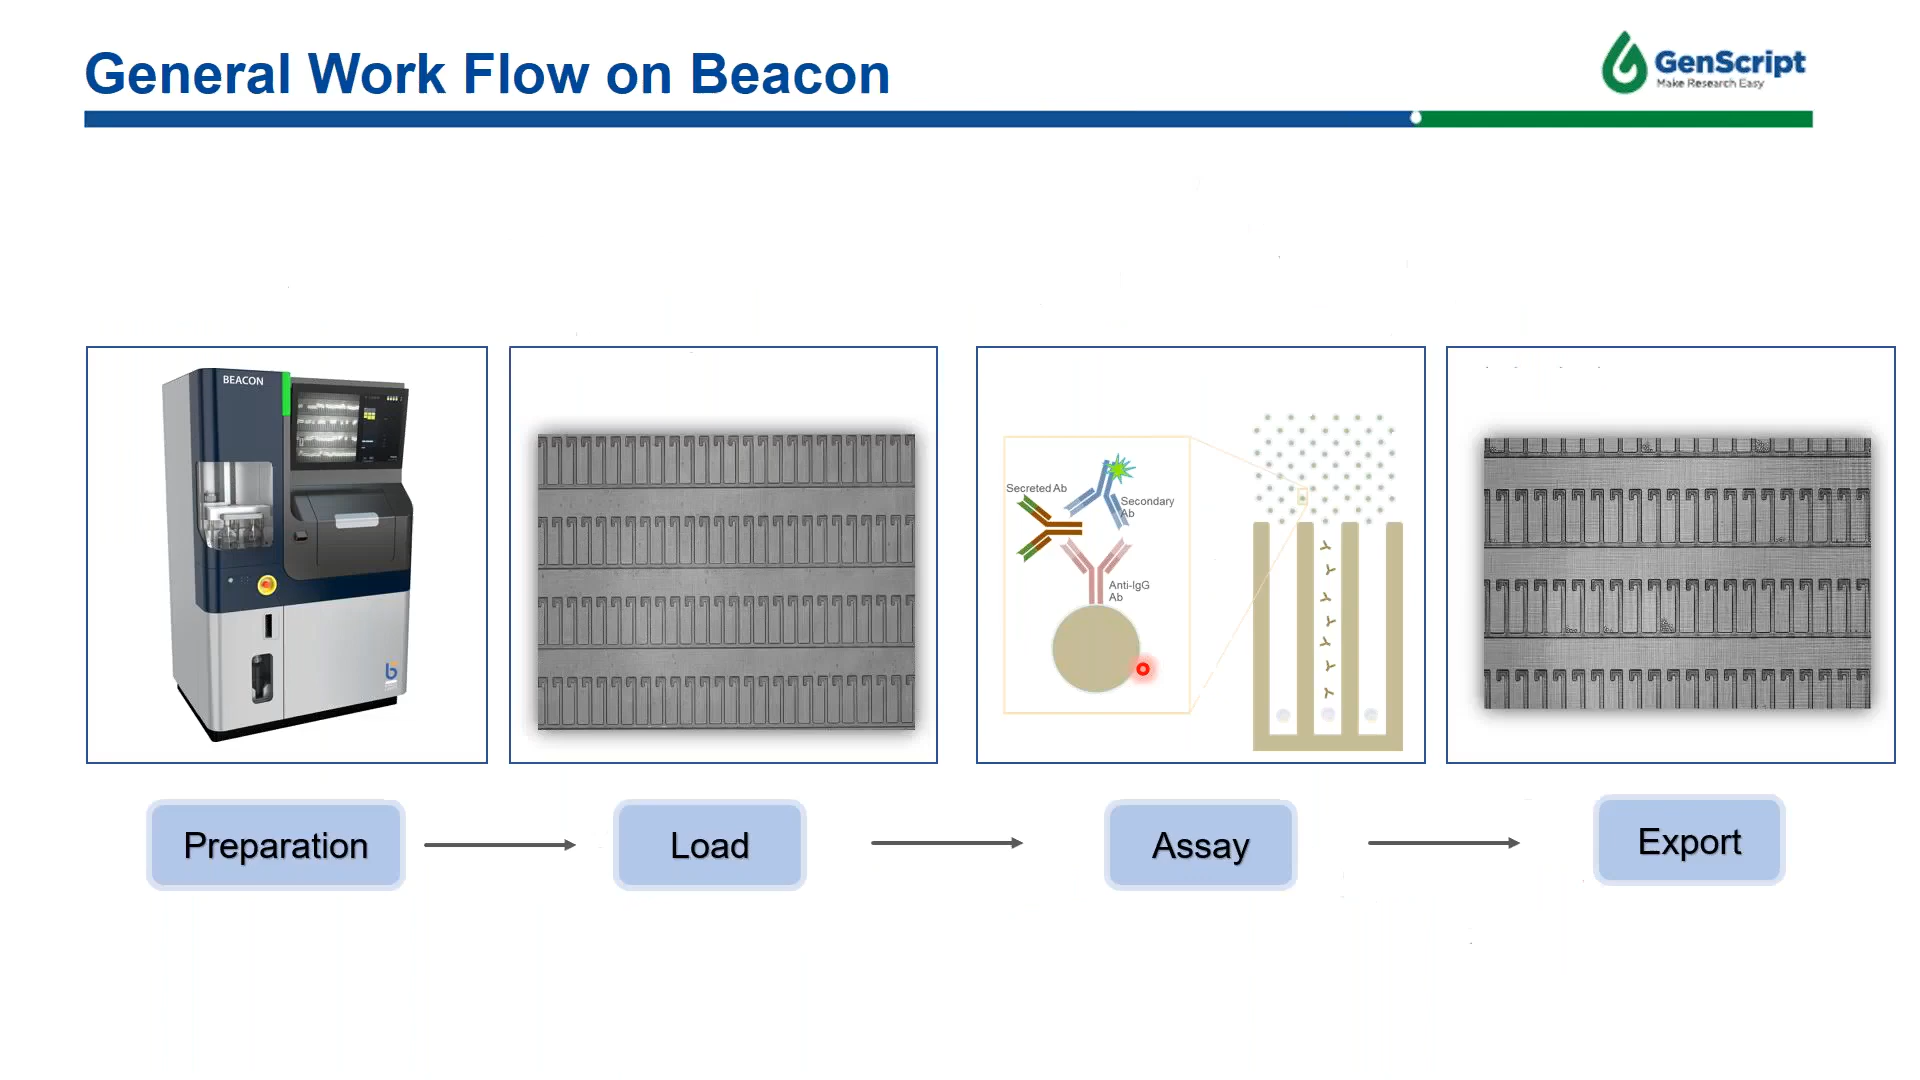 General Work Flow on Beacon
GenScript
Make Research Easy
BEACON
Secreted Ab
Secondary
Ab
Anti-IgG
Ab
Preparation
Load
Assay
Export